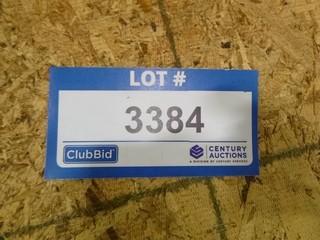 LOT #
3384
ClubBid
CENTURY
AUCTIONS
A DIVISION OF CENTURY SERVICES